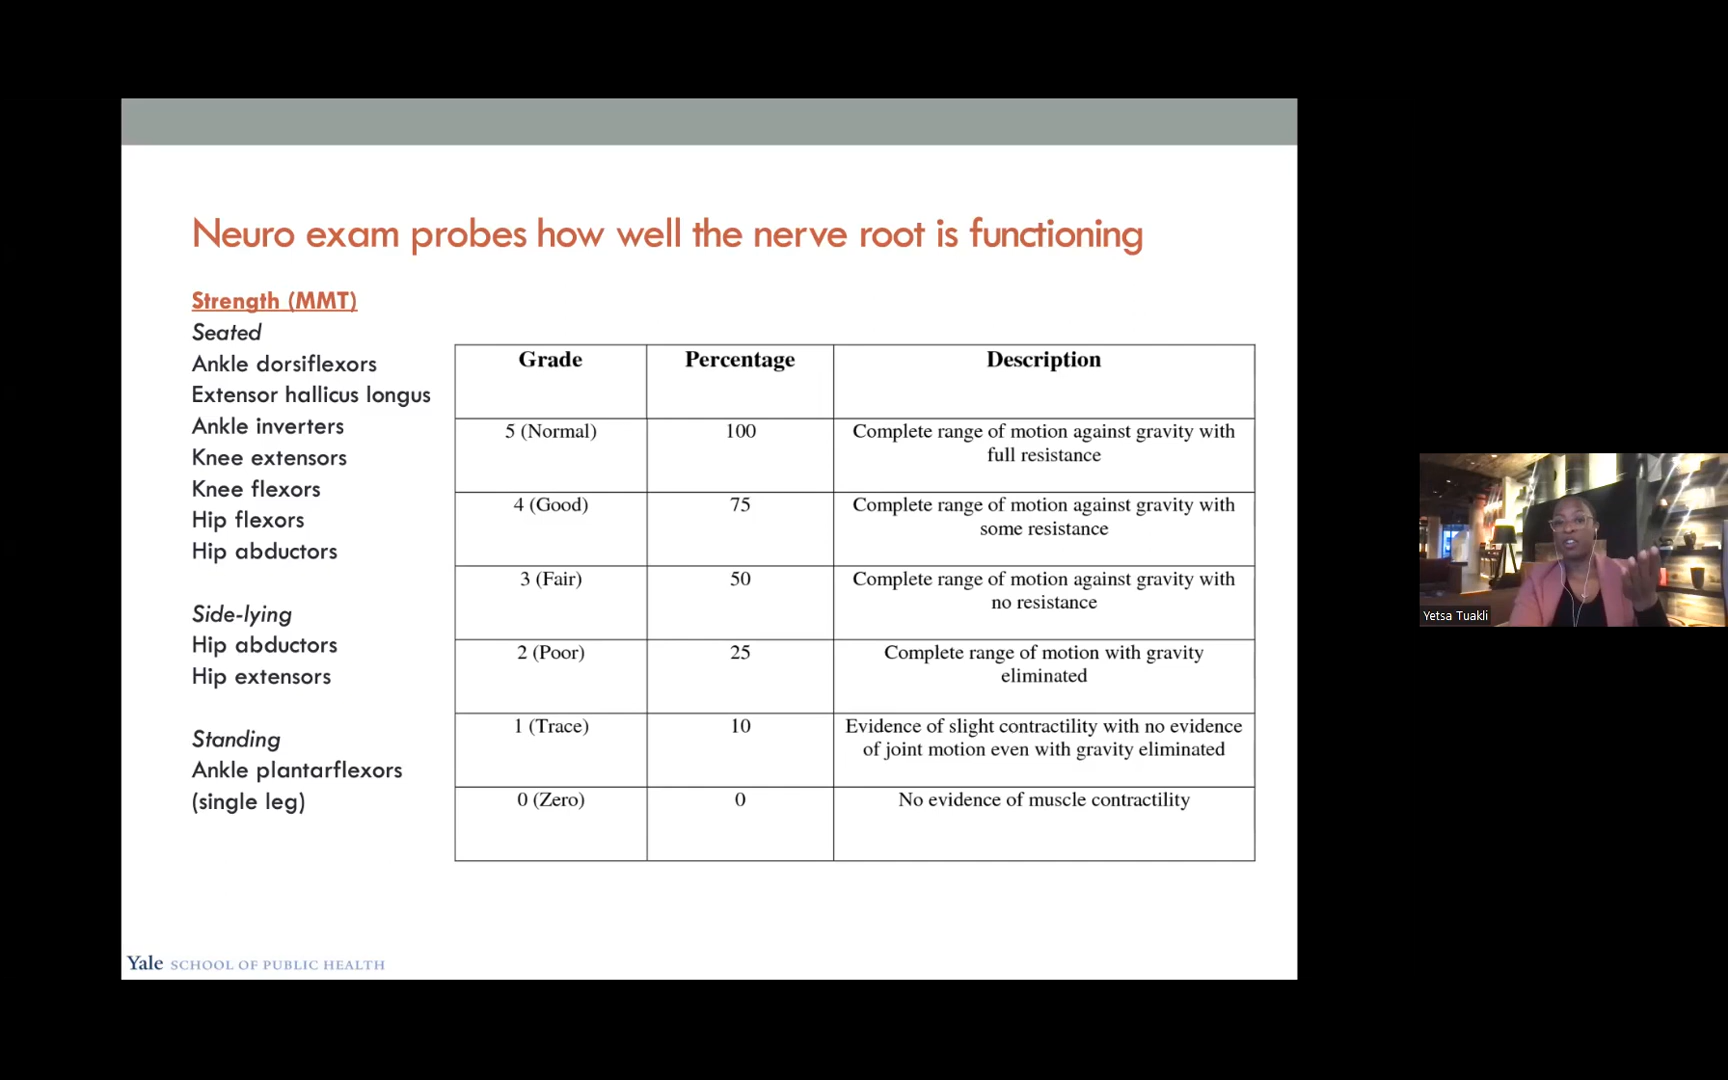 Neuro exam probes how well the nerve root is functioning
Strength (MMT)
Seated
Ankle dorsiflexors
Extensor hallicus longus
Ankle inverters
Knee extensors
Knee flexors
Hip flexors
Hip abductors
Side-lying
Hip abductors
Hip extensors
Standing
Ankle plantarflexors
(single leg)
Grade Percentage Description
5 (Normal) 100 Complete range of motion against gravity with
full resistance
4 (Good) 75 Complete range of motion against gravity with
some resistance
3 (Fair) 50 Complete range of motion against gravity with
no resistance
2 (Poor) 25 Complete range of motion with gravity
eliminated
1 (Trace) 10 Evidence of slight contractility with no evidence
of joint motion even with gravity eliminated
0 (Zero) 0 No evidence of muscle contractility
Yale SCHOOL OF PUBLIC HEALTH
Yetsa Tuakli